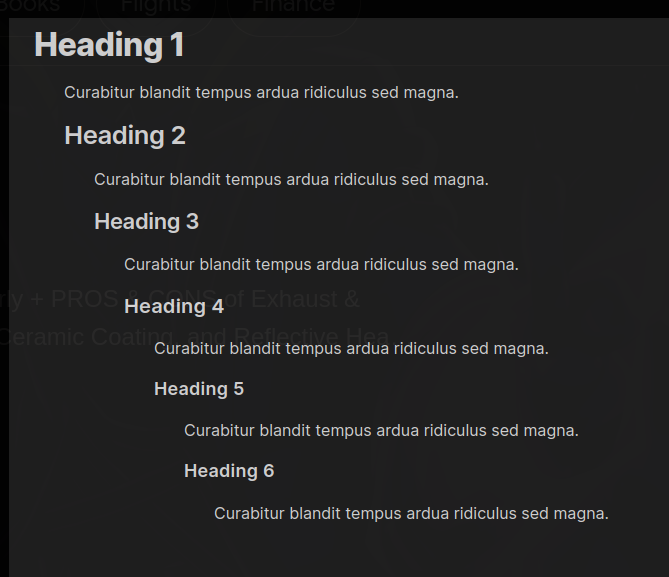 Books Flights Finance
Heading 1
Curabitur blandit tempus ardua ridiculus sed magna.
Heading 2
Curabitur blandit tempus ardua ridiculus sed magna.
Heading 3
Curabitur blandit tempus ardua ridiculus sed magna.
rly + PROS & CONS of Exhaust &
Heading 4
Ceramic Coating, and Reflective Hea
Curabitur blandit tempus ardua ridiculus sed magna.
Heading 5
Curabitur blandit tempus ardua ridiculus sed magna.
Heading 6
Curabitur blandit tempus ardua ridiculus sed magna.